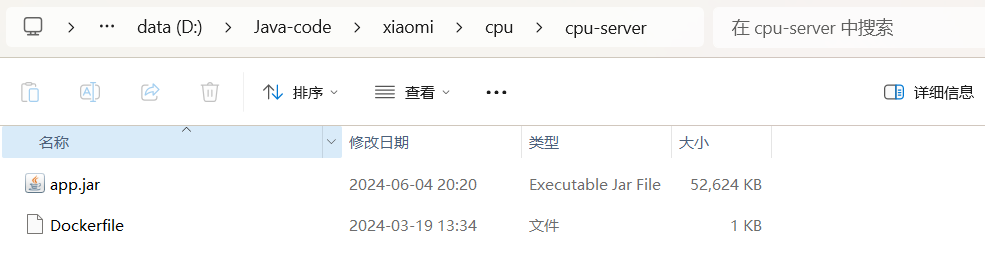 data (D:) Java-code xiaomi cpu cpu-server 在 cpu-server 中搜索
排序 查看 详细信息
名称 修改日期 类型 大小
app.jar 2024-06-04 20:20 Executable Jar File 52,624 KB
Dockerfile 2024-03-19 13:34 文件 1 KB